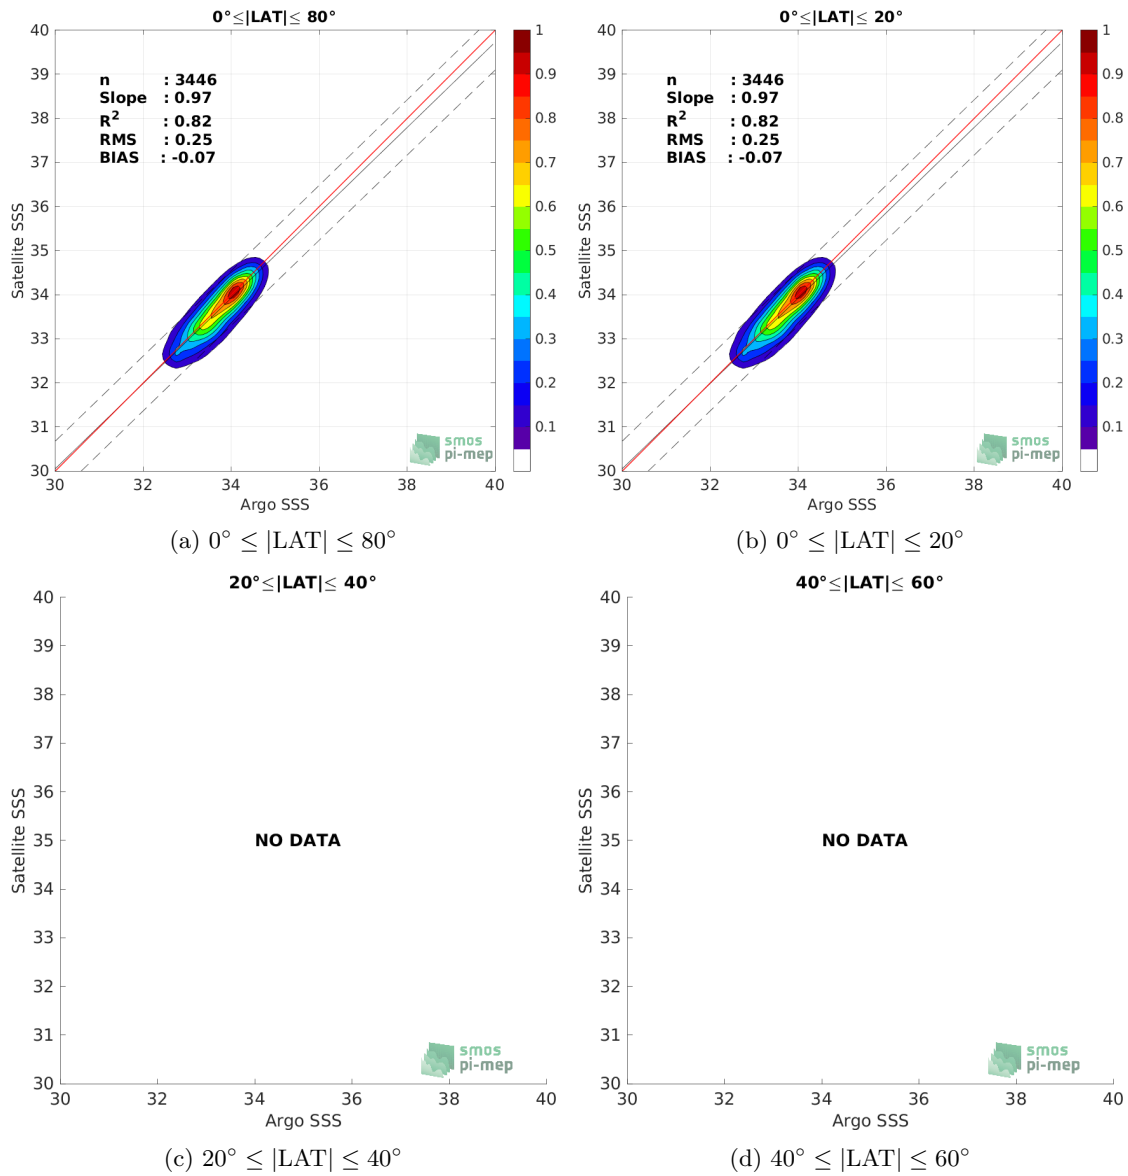 0°≤|LAT|≤ 80°
40
39
38
37
36
35
34
33
32
31
30
30
32
34
36
38
40
Satellite SSS
Argo SSS
n : 3446
Slope : 0.97
R² : 0.82
RMS : 0.25
BIAS : -0.07
1
0.9
0.8
0.7
0.6
0.5
0.4
0.3
0.2
0.1
smos
pi-mep
(a) 0° ≤ |LAT| ≤ 80°
0°≤|LAT|≤ 20°
40
39
38
37
36
35
34
33
32
31
30
30
32
34
36
38
40
Satellite SSS
Argo SSS
n : 3446
Slope : 0.97
R² : 0.82
RMS : 0.25
BIAS : -0.07
1
0.9
0.8
0.7
0.6
0.5
0.4
0.3
0.2
0.1
smos
pi-mep
(b) 0° ≤ |LAT| ≤ 20°
20°≤|LAT|≤ 40°
40
39
38
37
36
35
34
33
32
31
30
30
32
34
36
38
40
Satellite SSS
Argo SSS
NO DATA
smos
pi-mep
(c) 20° ≤ |LAT| ≤ 40°
40°≤|LAT|≤ 60°
40
39
38
37
36
35
34
33
32
31
30
30
32
34
36
38
40
Satellite SSS
Argo SSS
NO DATA
smos
pi-mep
(d) 40° ≤ |LAT| ≤ 60°